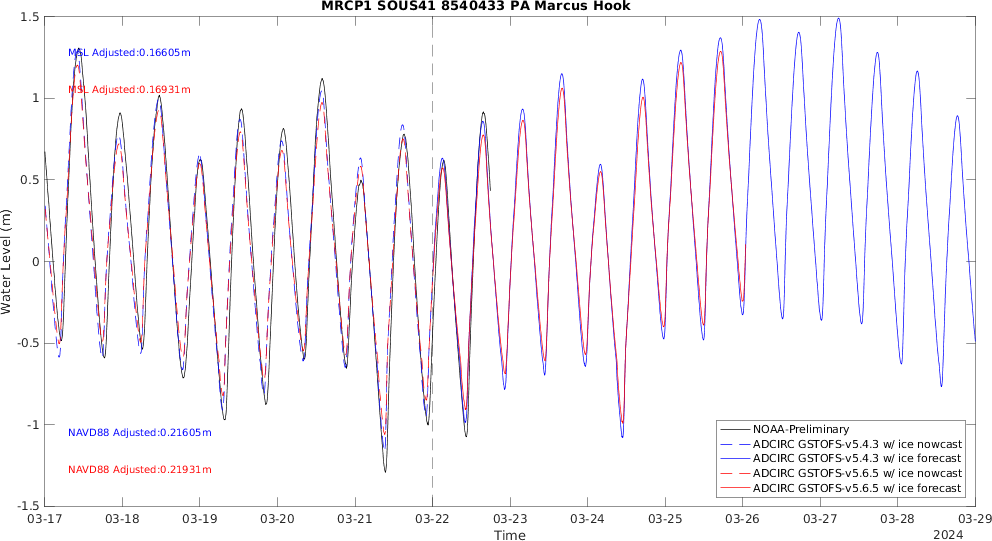 MRCP1 SOUS41 8540433 PA Marcus Hook
1.5
1
0.5
0
-0.5
-1
-1.5
Water Level (m)
MSL Adjusted:0.16605m
MSL Adjusted:0.16931m
NAVD88 Adjusted:0.21605m
NAVD88 Adjusted:0.21931m
NOAA-Preliminary
ADCIRC GSTOFS-v5.4.3 w/ ice nowcast
ADCIRC GSTOFS-v5.4.3 w/ ice forecast
ADCIRC GSTOFS-v5.6.5 w/ ice nowcast
ADCIRC GSTOFS-v5.6.5 w/ ice forecast
03-17 03-18 03-19 03-20 03-21 03-22 03-23 03-24 03-25 03-26 03-27 03-28 03-29
Time
2024